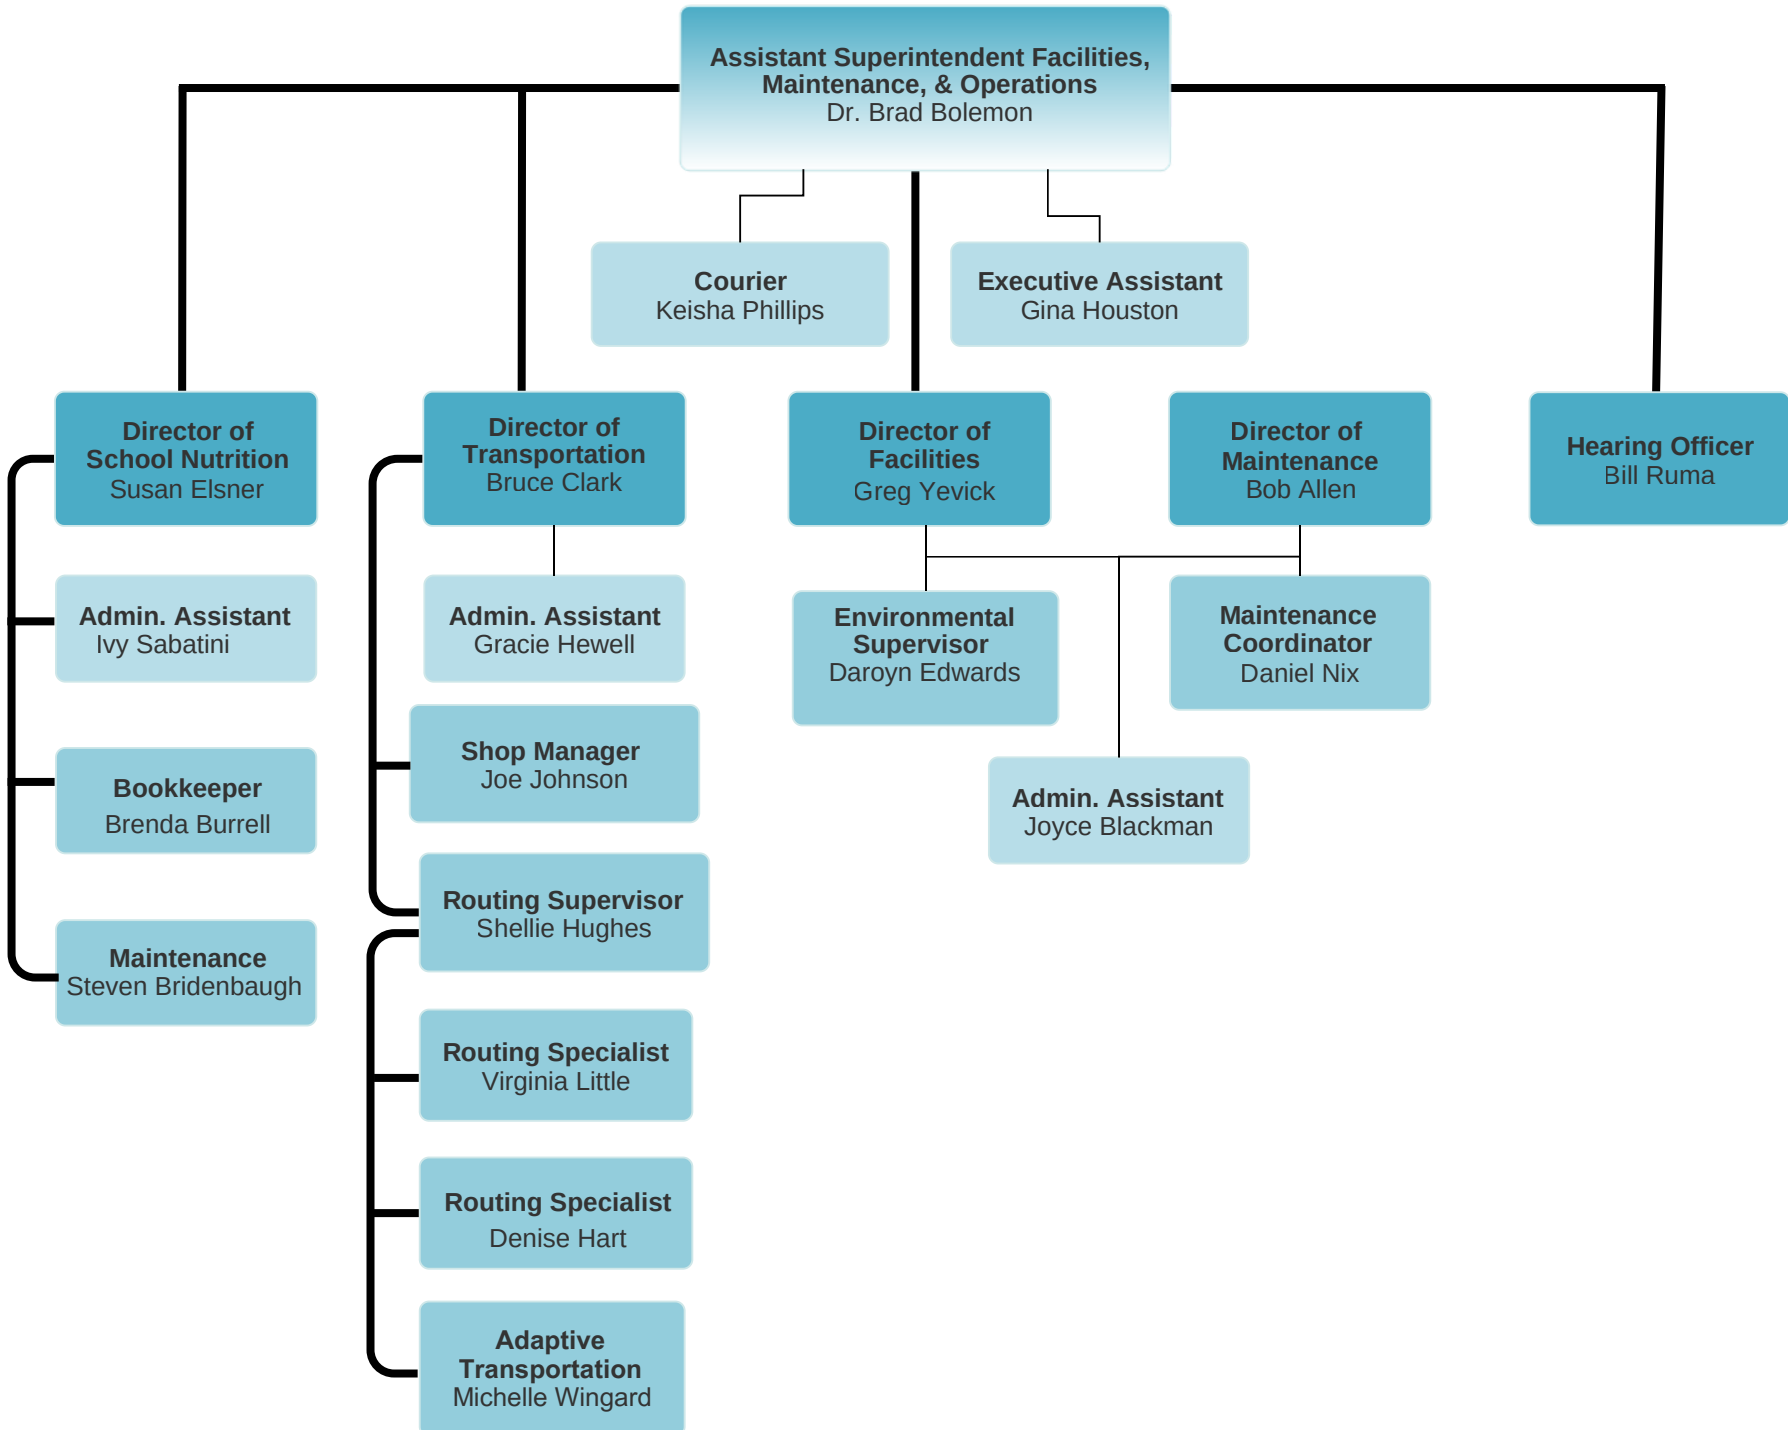 Assistant Superintendent Facilities,
Maintenance, & Operations
Dr. Brad Bolemon
Courier
Keisha Phillips
Executive Assistant
Gina Houston
Director of
School Nutrition
Susan Elsner
Director of
Transportation
Bruce Clark
Director of
Facilities
Greg Yevick
Director of
Maintenance
Bob Allen
Hearing Officer
Bill Ruma
Admin. Assistant
Ivy Sabatini
Admin. Assistant
Gracie Hewell
Environmental
Supervisor
Daroyn Edwards
Maintenance
Coordinator
Daniel Nix
Bookkeeper
Brenda Burrell
Shop Manager
Joe Johnson
Admin. Assistant
Joyce Blackman
Maintenance
Steven Bridenbaugh
Routing Supervisor
Shellie Hughes
Routing Specialist
Virginia Little
Routing Specialist
Denise Hart
Adaptive
Transportation
Michelle Wingard